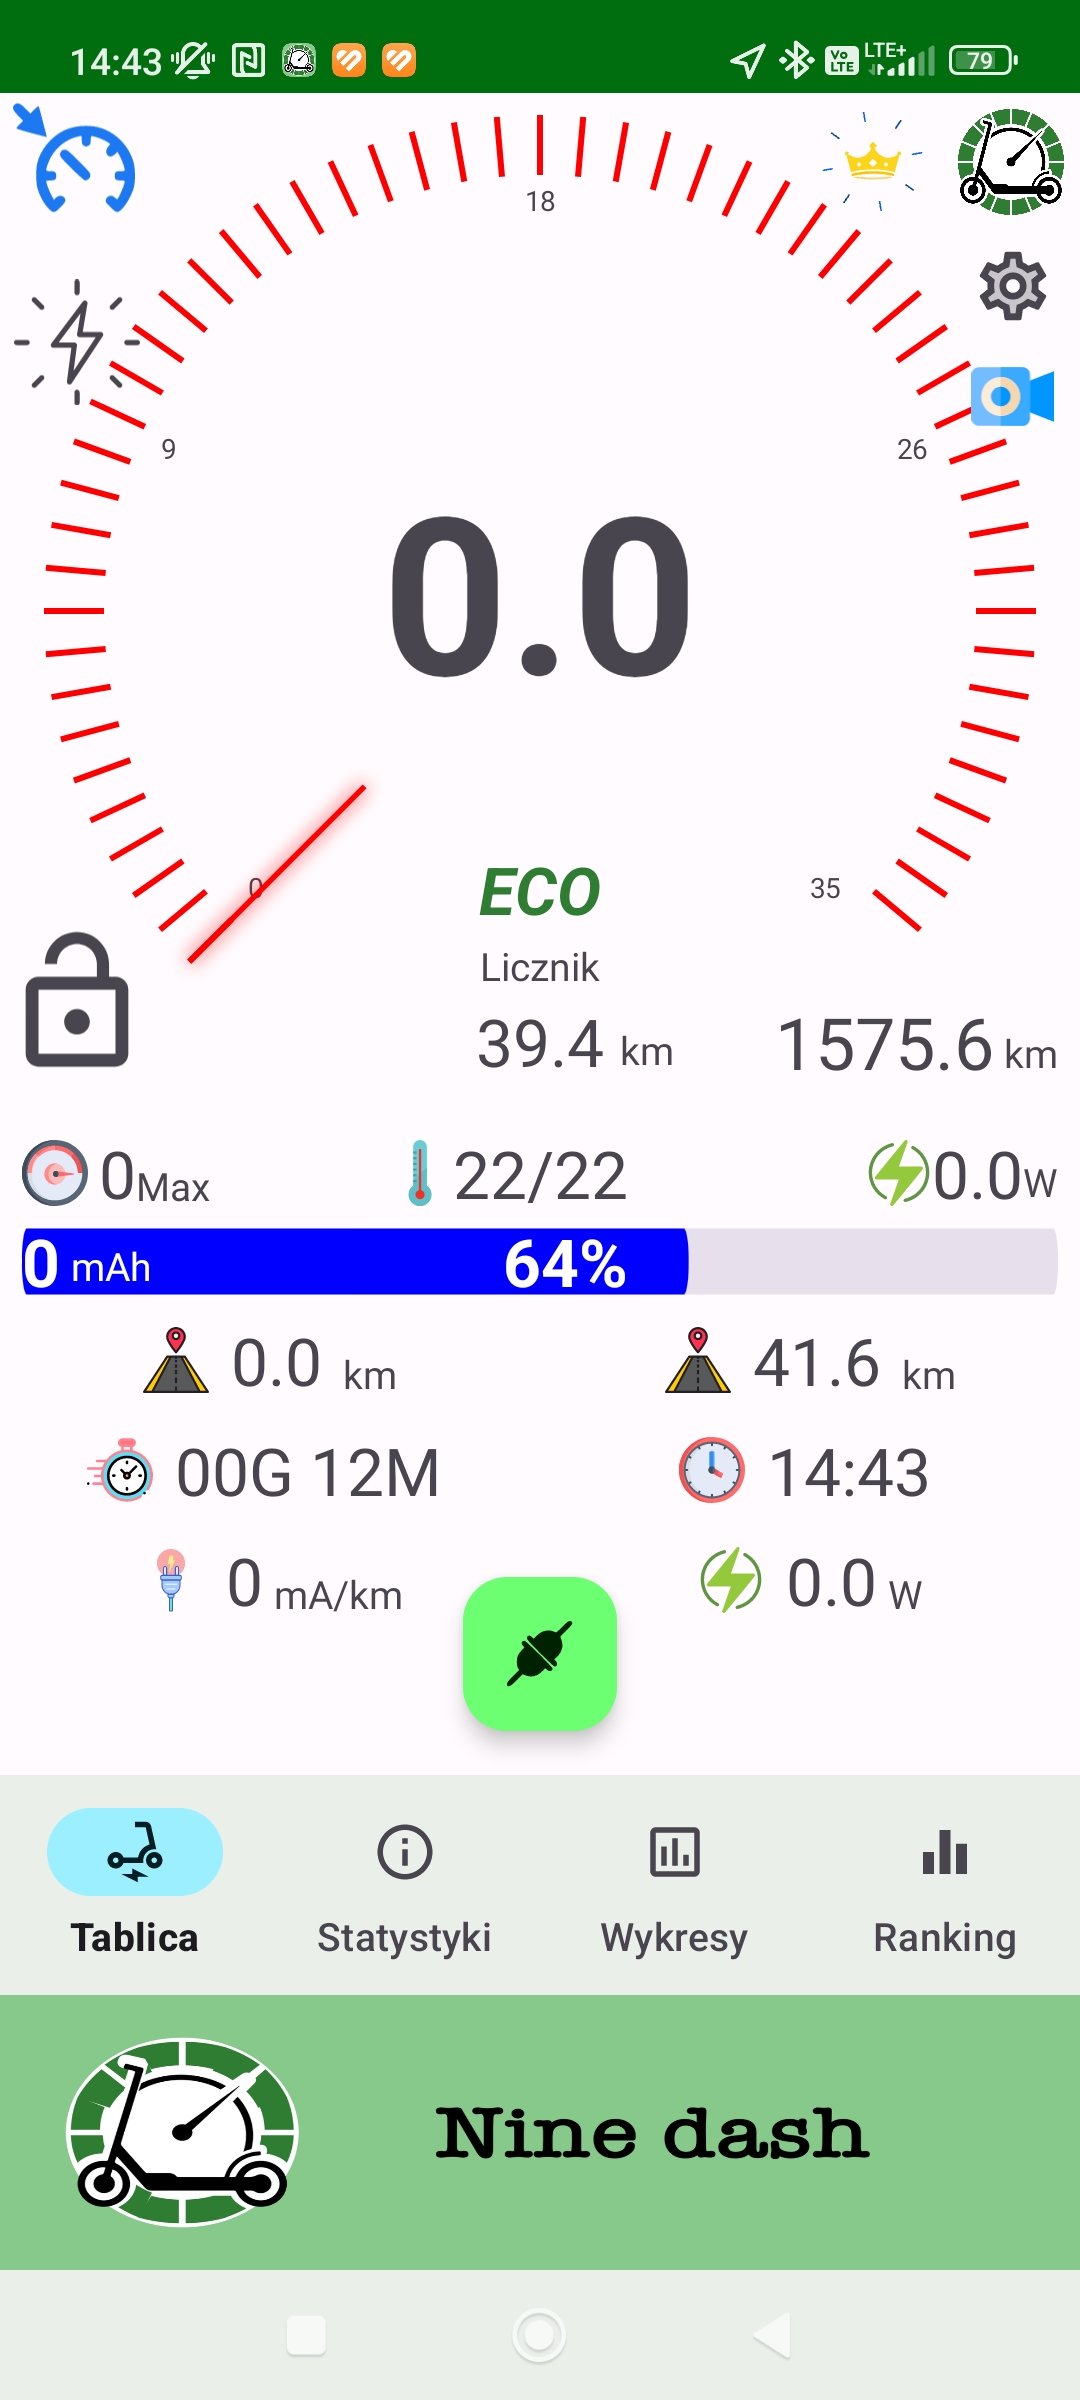 14:43 Vo LTE LTE+ 79
18
9 26
0.0
0 35
ECO
Licznik
39.4 km 1575.6 km
0Max 22/22 0.0W
0 mAh 64%
0.0 km 41.6 km
00G 12M 14:43
0 mA/km 0.0 W
Tablica Statystyki Wykresy Ranking
Nine dash